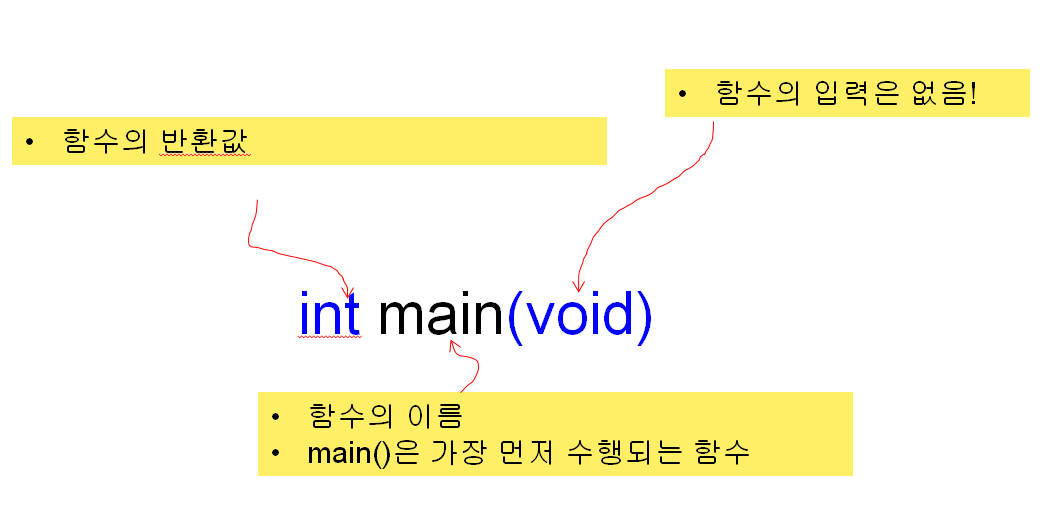 • 함수의 입력은 없음!
• 함수의 반환값
int main(void)
• 함수의 이름
• main()은 가장 먼저 수행되는 함수